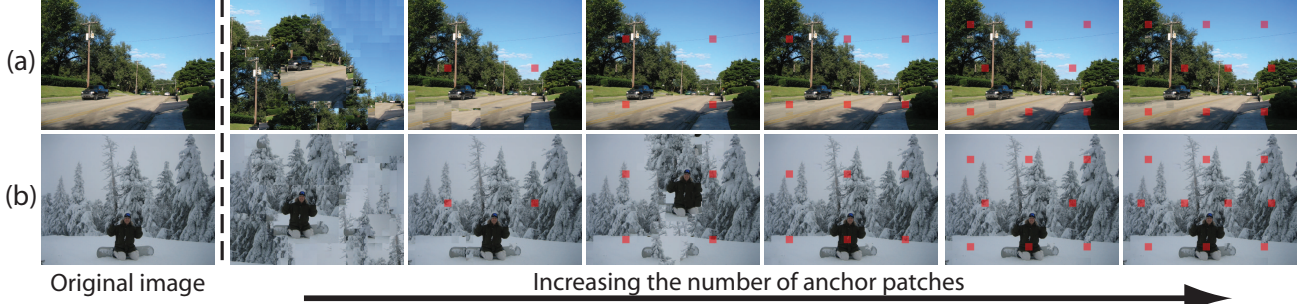 (a)
(b)
Original image
Increasing the number of anchor patches